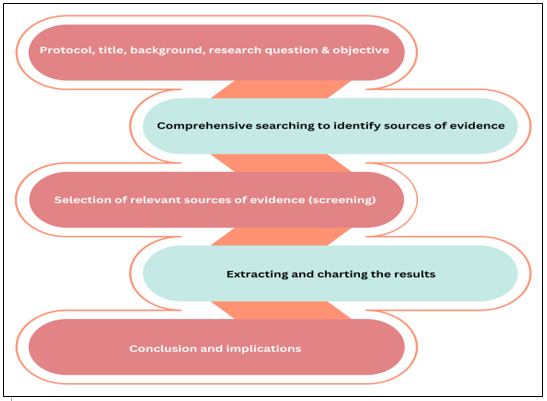 Protocol, title, background, research question & objective
Comprehensive searching to identify sources of evidence
Selection of relevant sources of evidence (screening)
Extracting and charting the results
Conclusion and implications